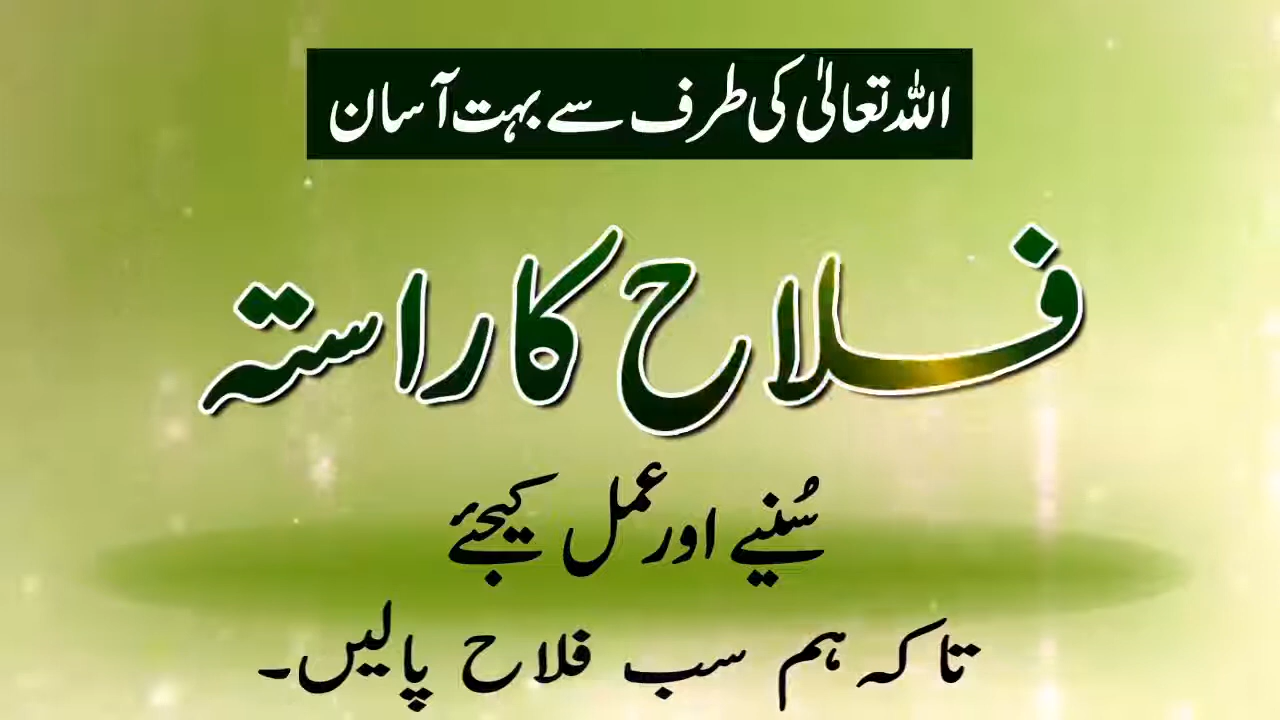 اللہ تعالیٰ کی طرف سے بہت آسان
فلاح کا راستہ
سُنیے اور عمل کیجئے
تاکہ ہم سب فلاح پالیں۔